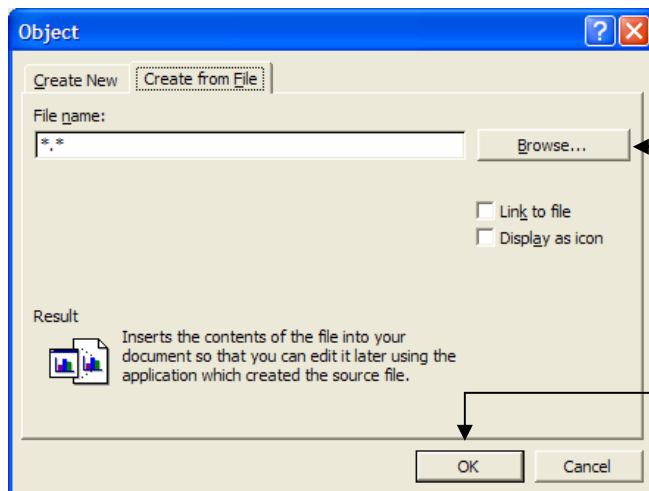 Object
Create New Create from File
File name:
*.*
Browse...
Link to file
Display as icon
Result
Inserts the contents of the file into your
document so that you can edit it later using the
application which created the source file.
OK Cancel